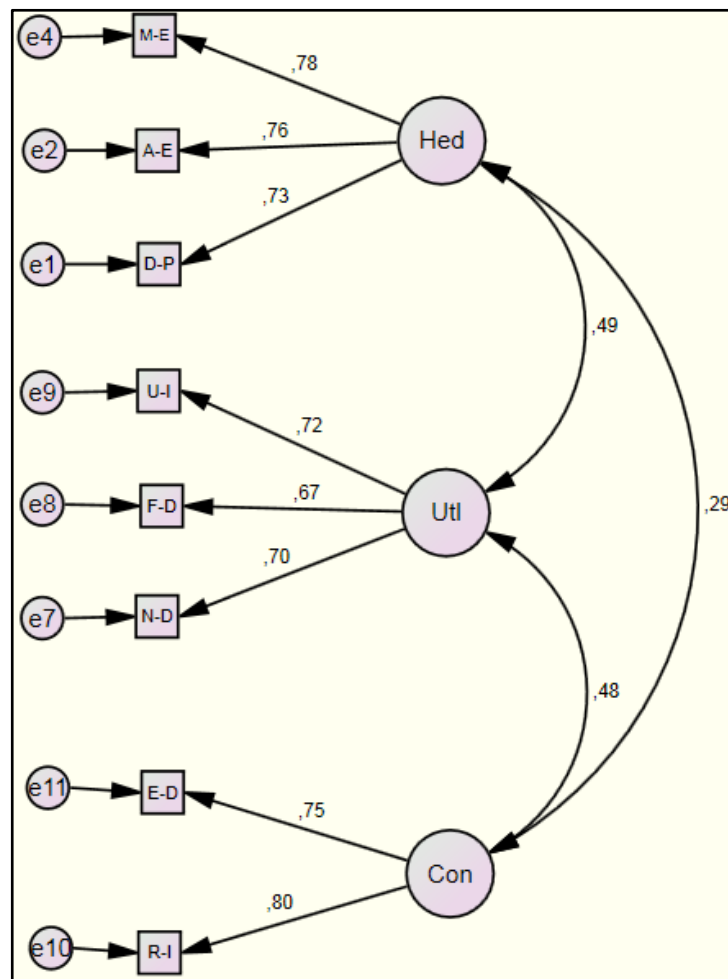 e4
M-E
,78
Hed
e2
A-E
,76
,73
e1
D-P
,49
e9
U-I
,72
,29
e8
F-D
,67
Utl
,70
e7
N-D
,48
e11
E-D
,75
Con
,80
e10
R-I